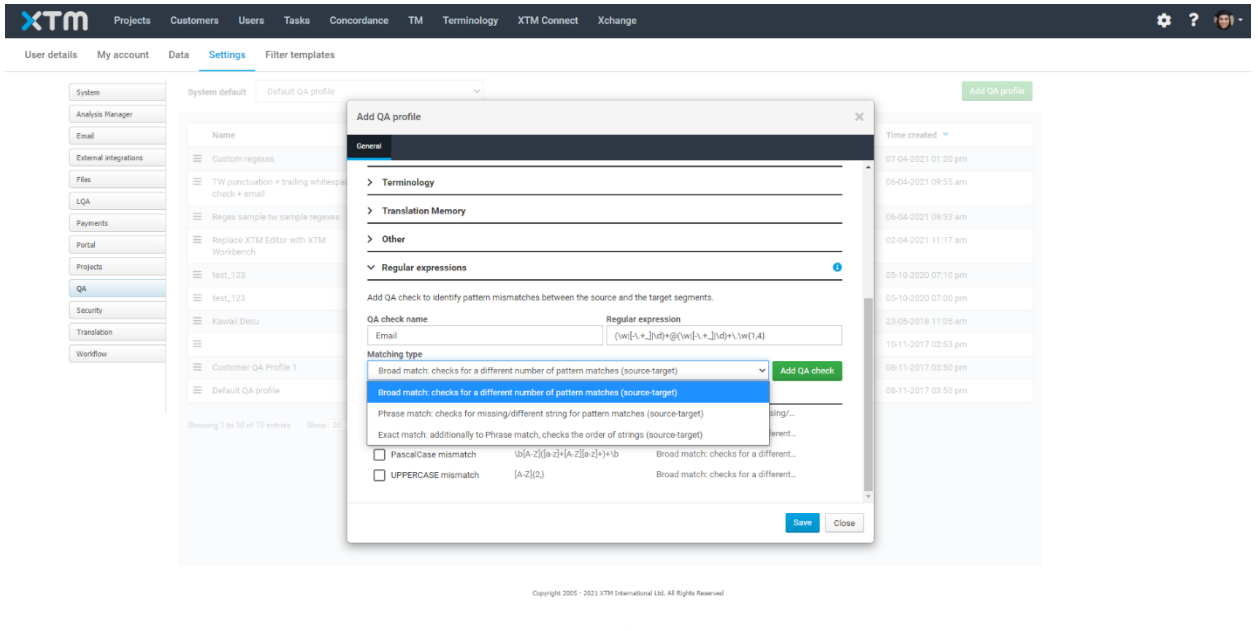 XTM Projects Customers Users Tasks Concordance TM Terminology XTM Connect Xchange
User details My account Data Settings Filter templates
System
Analysis Manager
Email
External integrations
Files
LQA
Payments
Portal
Projects
QA
Security
Translation
Workflow
System default Default QA profile Add QA profile
Name Time created
Custom regexes 07-04-2021 01:20 pm
TW punctuation + trailing whitespac 06-04-2021 09:55 am
check + email
Reges sample tw sample regexes 06-04-2021 09:33 am
Replace XTM Editor with XTM 02-04-2021 11:17 am
Workbench
test_123 05-10-2020 07:10 pm
test_123 05-10-2020 07:00 pm
Kawaii Desu 23-05-2018 11:05 am
10-11-2017 02:53 pm
Customer QA Profile 1 08-11-2017 03:50 pm
Default QA profile 08-11-2017 03:50 pm
Showing 1 to 10 of 10 entries Show 20
Add QA profile
General
Terminology
Translation Memory
Other
Regular expressions
Add QA check to identify pattern mismatches between the source and the target segments.
QA check name Regular expression
Email (\w|[-\.+_]|\d)+@(\w|[-\.+_]|\d)+\.\w{1,4}
Matching type
Broad match: checks for a different number of pattern matches (source-target) Add QA check
Broad match: checks for a different number of pattern matches (source-target)
Phrase match: checks for missing/different string for pattern matches (source-target)
Exact match: additionally to Phrase match, checks the order of strings (source-target)
sing/...
ferent...
PascalCase mismatch \b[A-Z]([a-z]+[A-Z][a-z]+)+\b Broad match: checks for a different...
UPPERCASE mismatch [A-Z]{2,} Broad match: checks for a different...
Save Close
Copyright 2005 - 2021 XTM International Ltd. All Rights Reserved